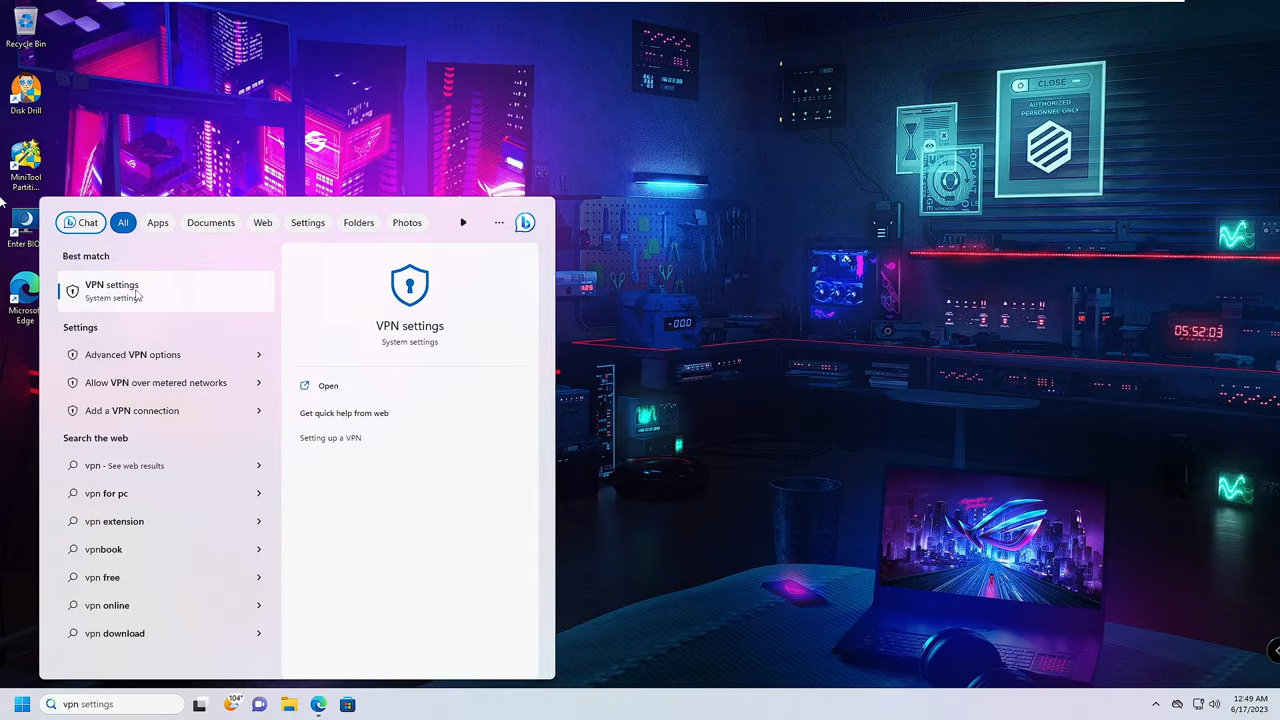 Recycle Bin
Disk Drill
MiniTool
Partiti...
Enter BIO
Microsof
Edge
CLOSE
AUTHORIZED
PERSONNEL ONLY
05:52:03
-000
Chat
All
Apps
Documents
Web
Settings
Folders
Photos
Best match
VPN settings
System settings
Settings
Advanced VPN options
Allow VPN over metered networks
Add a VPN connection
Search the web
vpn - See web results
vpn for pc
vpn extension
vpnbook
vpn free
vpn online
vpn download
VPN settings
System settings
Open
Get quick help from web
Setting up a VPN
vpn settings
104°
12:49 AM
6/17/2023